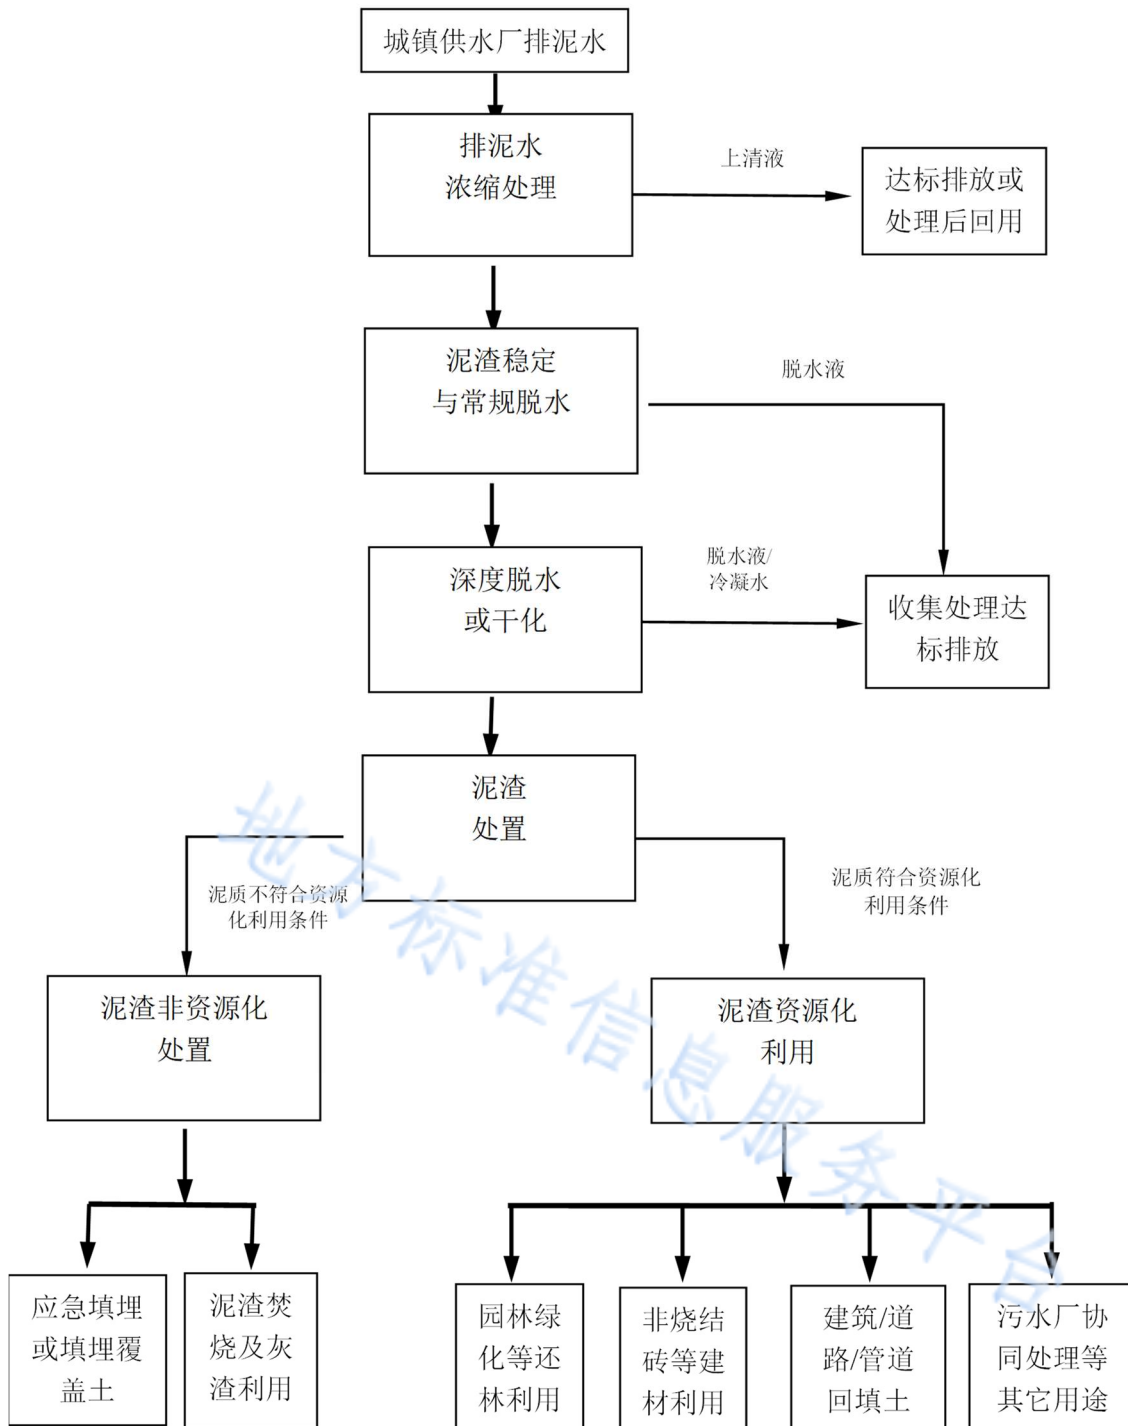 城镇供水厂排泥水
排泥水
浓缩处理
上清液
达标排放或
处理后回用
泥渣稳定
与常规脱水
脱水液
深度脱水
或干化
脱水液/
冷凝水
收集处理达
标排放
泥渣
处置
泥质不符合资源
化利用条件
泥质符合资源化
利用条件
泥渣非资源化
处置
泥渣资源化
利用
应急填埋
或填埋覆
盖土
泥渣焚
烧及灰
渣利用
园林绿
化等还
林利用
非烧结
砖等建
材利用
建筑/道
路/管道
回填土
污水厂协
同处理等
其它用途
地方标准信息服务平台